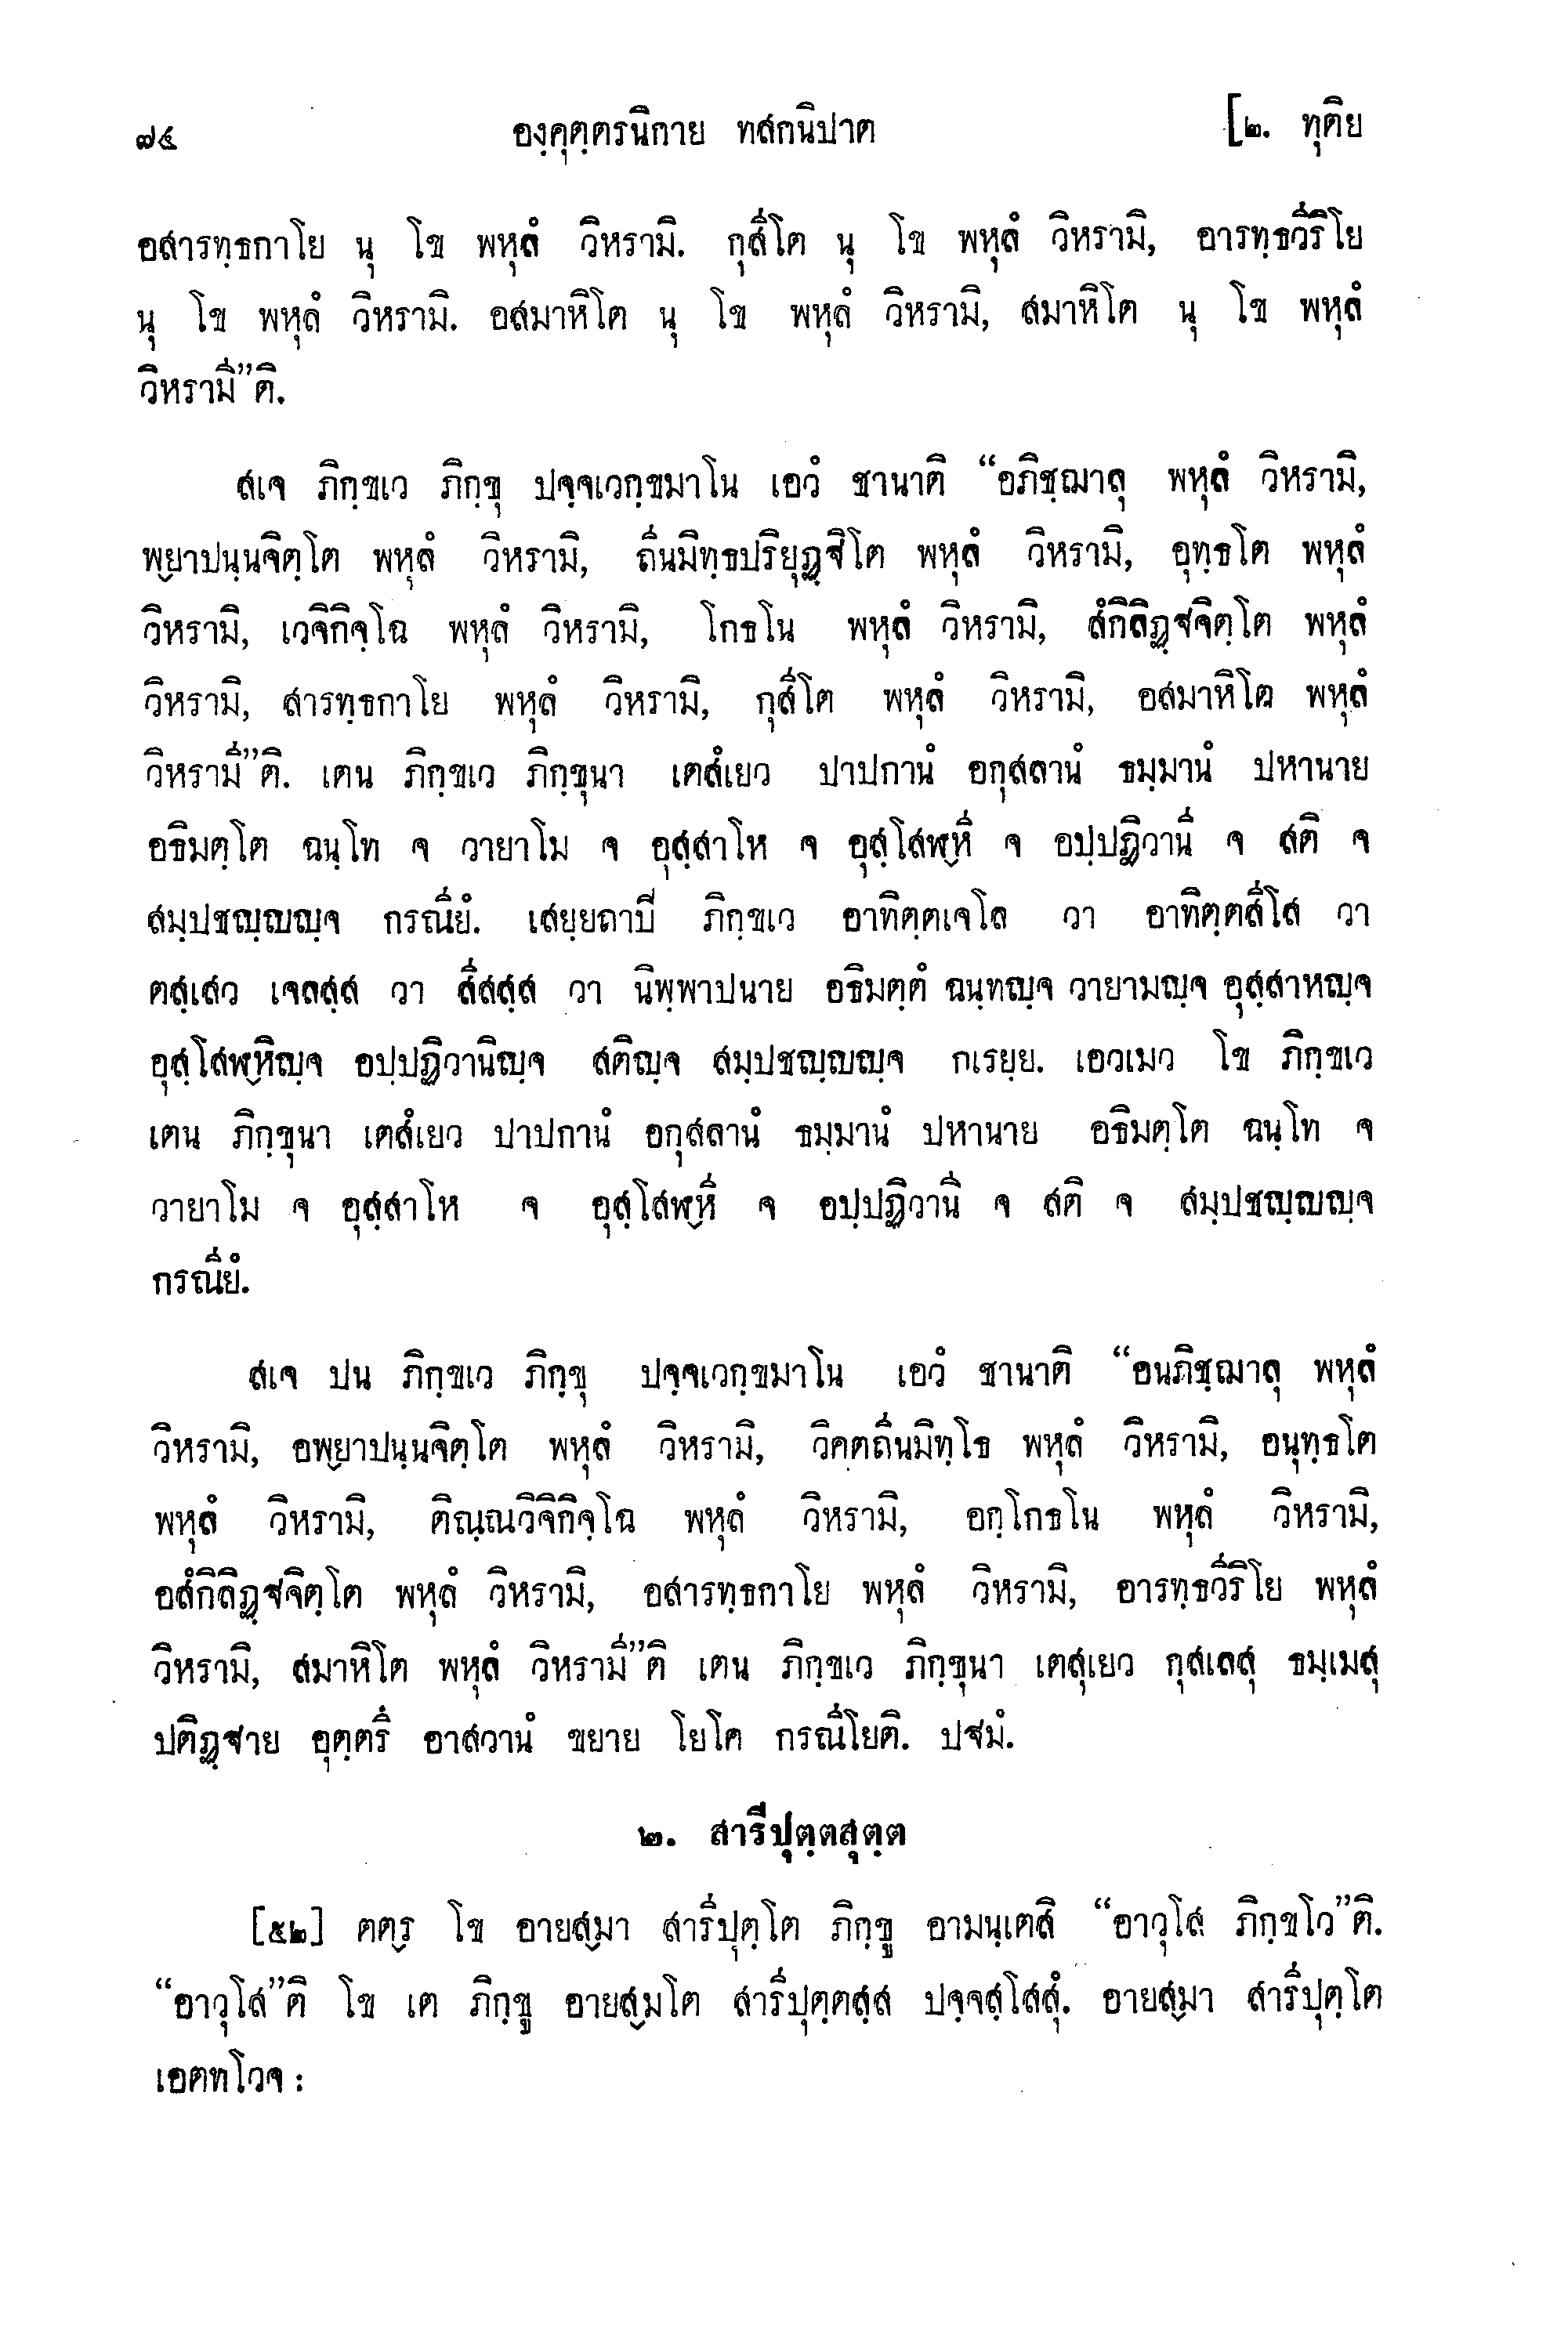 ๗๔ องฺคุตฺตรนิกาย ทสกนิปาต [๒. ทุติย
อสารทฺธกาโย นุ โข พหุลํ วิหรามิ. กุสีโต นุ โข พหุลํ วิหรามิ, อารทฺธวีริโย
นุ โข พหุลํ วิหรามิ. อสมาหิโต นุ โข พหุลํ วิหรามิ, สมาหิโต นุ โข พหุลํ
วิหรามี”ติ.
สเจ ภิกฺขเว ภิกฺขุ ปจฺจเวกฺขมาโน เอวํ ชานาติ “อภิชฺฌาลุ พหุลํ วิหรามิ,
พฺยาปนฺนจิตฺโต พหุลํ วิหรามิ, ถีนมิทฺธปริยุฏฺฐิโต พหุลํ วิหรามิ, อุทฺธโต พหุลํ
วิหรามิ, เวจิกิจฺโฉ พหุลํ วิหรามิ, โกธโน พหุลํ วิหรามิ, สํกิลิฏฺฐจิตฺโต พหุลํ
วิหรามิ, สารทฺธกาโย พหุลํ วิหรามิ, กุสีโต พหุลํ วิหรามิ, อสมาหิโต พหุลํ
วิหรามี”ติ. เตน ภิกฺขเว ภิกฺขุนา เตสํเยว ปาปกานํ อกุสลานํ ธมฺมานํ ปหานาย
อธิมตฺโต ฉนฺโท จ วายาโม จ อุสฺสาโห จ อุสฺโสฬฺหี จ อปฺปฏิวานี จ สติ จ
สมฺปชญฺญญฺจ กรณียํ. เสยฺยถาปิ ภิกฺขเว อาทิตฺตเจโล วา อาทิตฺตสีโส วา
ตสฺเสว เจลสฺส วา สีสสฺส วา นิพฺพาปนาย อธิมตฺตํ ฉนฺทญฺจ วายามญฺจ อุสฺสาหญฺจ
อุสฺโสฬฺหิญฺจ อปฺปฏิวานิญฺจ สติญฺจ สมฺปชญฺญญฺจ กเรยฺย. เอวเมว โข ภิกฺขเว
เตน ภิกฺขุนา เตสํเยว ปาปกานํ อกุสลานํ ธมฺมานํ ปหานาย อธิมตฺโต ฉนฺโท จ
วายาโม จ อุสฺสาโห จ อุสฺโสฬฺหี จ อปฺปฏิวานี จ สติ จ สมฺปชญฺญญฺจ
กรณียํ.
สเจ ปน ภิกฺขเว ภิกฺขุ ปจฺจเวกฺขมาโน เอวํ ชานาติ “อนภิชฺฌาลุ พหุลํ
วิหรามิ, อพฺยาปนฺนจิตฺโต พหุลํ วิหรามิ, วิคตถีนมิทฺโธ พหุลํ วิหรามิ, อนุทฺธโต
พหุลํ วิหรามิ, ติณฺณวิจิกิจฺโฉ พหุลํ วิหรามิ, อกฺโกธโน พหุลํ วิหรามิ,
อสํกิลิฏฺฐจิตฺโต พหุลํ วิหรามิ, อสารทฺธกาโย พหุลํ วิหรามิ, อารทฺธวีริโย พหุลํ
วิหรามิ, สมาหิโต พหุลํ วิหรามี”ติ เตน ภิกฺขเว ภิกฺขุนา เตสุเยว กุสเลสุ ธมฺเมสุ
ปติฏฺฐาย อุตฺตรึ อาสวานํ ขยาย โยโค กรณีโยติ. ปฐมํ.
๒. สารีปุตฺตสุตฺต
[๕๒] ตตฺร โข อายสฺมา สารีปุตฺโต ภิกฺขู อามนฺเตสิ “อาวุโส ภิกฺขโว”ติ.
“อาวุโส”ติ โข เต ภิกฺขู อายสฺมโต สารีปุตฺตสฺส ปจฺจสฺโสสุํ. อายสฺมา สารีปุตฺโต
เอตทโวจ :